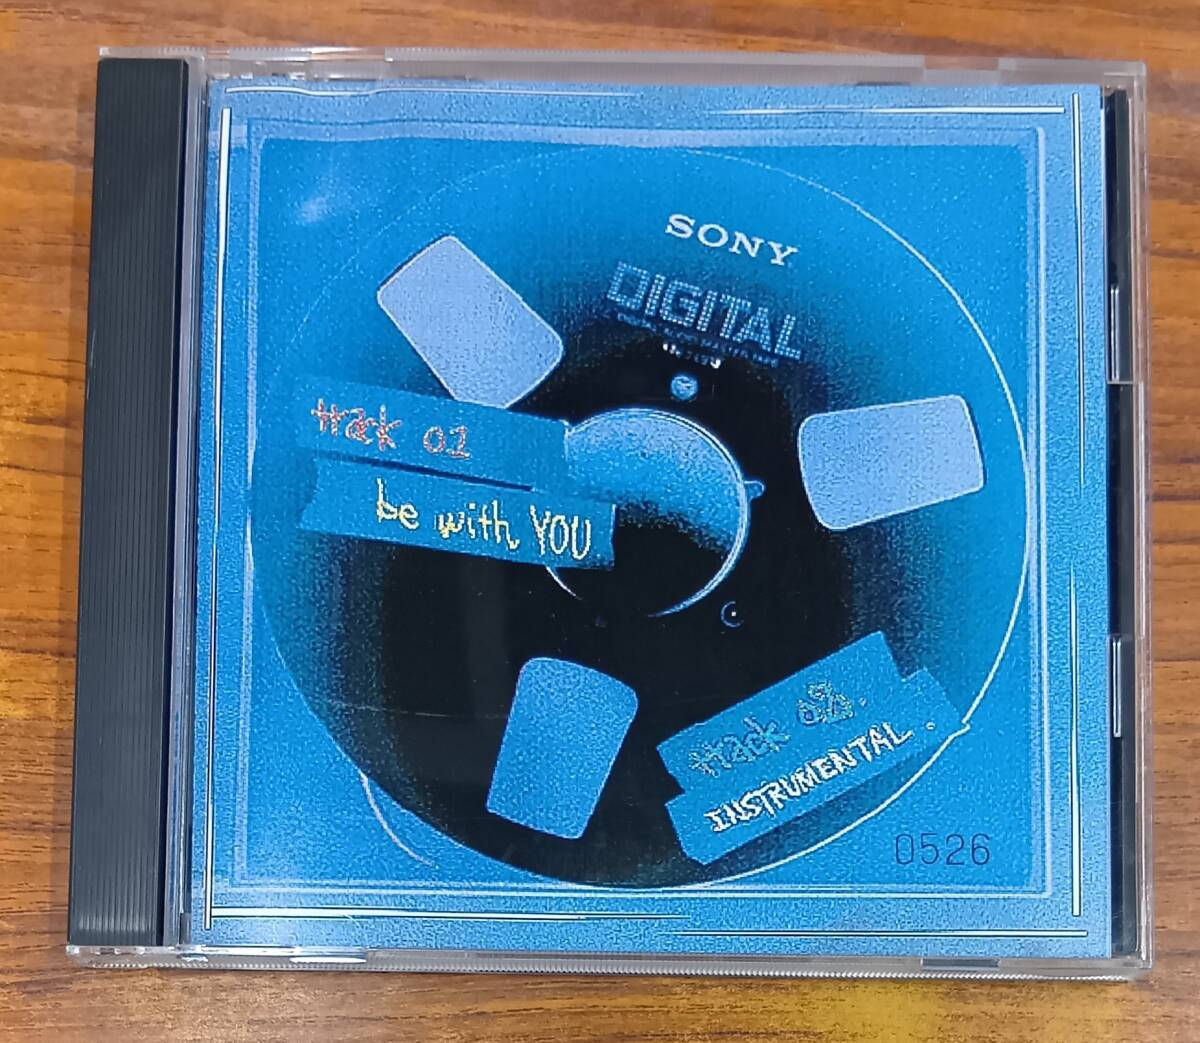 SONY
DIGITAL
track 01
be with YOU
track 02.
INSTRUMENTAL.
0526